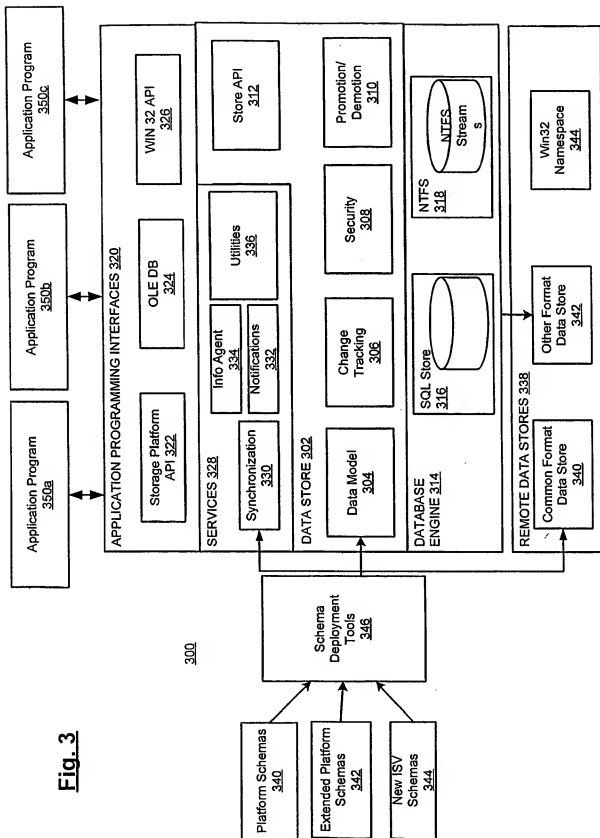 Application Program
350a
Application Program
350b
Application Program
350c
APPLICATION PROGRAMMING INTERFACES 320
Storage Platform
API 322
OLE DB
324
WIN 32 API
326
SERVICES 328
Synchronization
330
Info Agent
334
Notifications
332
Utilities
336
Store API
312
DATA STORE 302
Data Model
304
Change
Tracking
306
Security
308
Promotion/
Demotion
310
DATABASE
ENGINE 314
SQL Store
316
NTFS
318
NTFS
Stream
s
REMOTE DATA STORES 338
Common Format
Data Store
340
Other Format
Data Store
342
Win32
Namespace
344
300
Schema
Deployment
Tools
346
Platform Schemas
340
Extended Platform
Schemas
342
New ISV
Schemas
344
Fig. 3